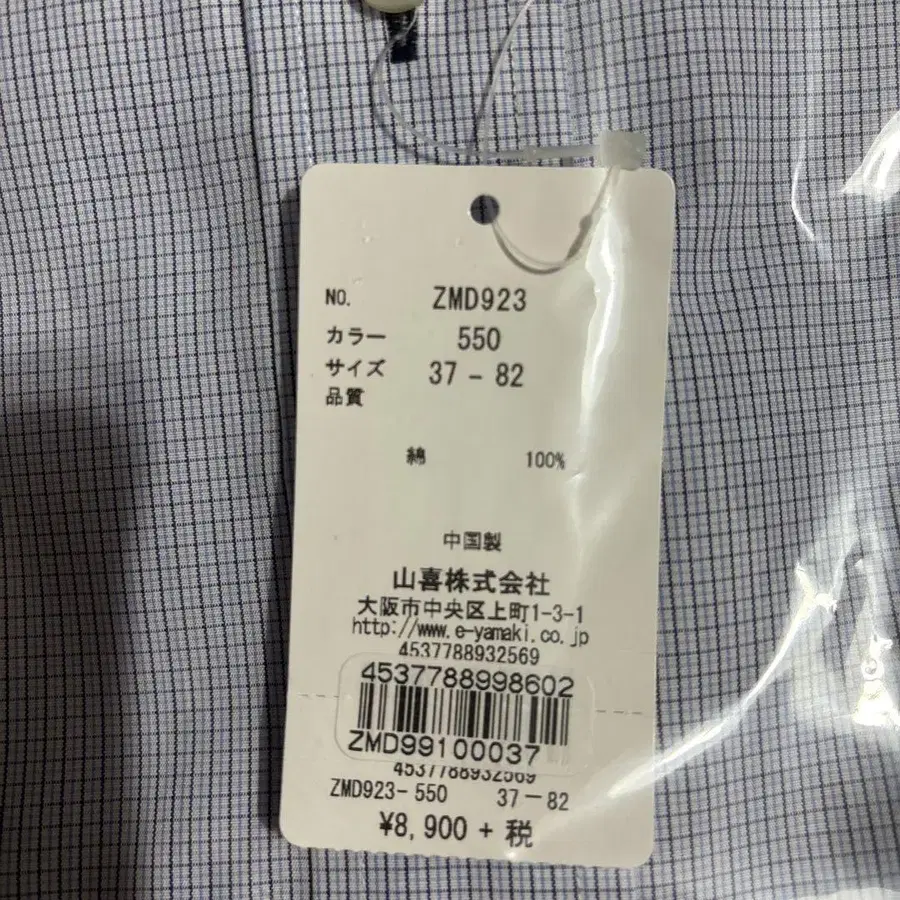 NO. ZMD923
カラー 550
サイズ 37 - 82
品質
綿 100%
中国製
山喜株式会社
大阪市中央区上町1-3-1
http://www.e-yamaki.co.jp
4537788932569
4537788998602
ZMD99100037
4537788932569
ZMD923-550 37-82
¥8,900 + 税